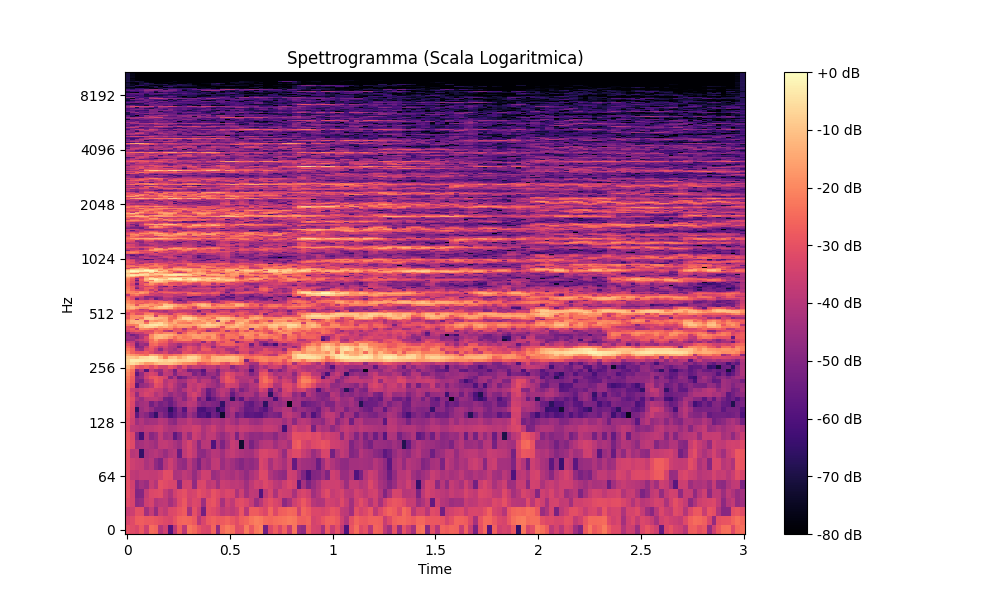 Spettrogramma (Scala Logaritmica)
Hz
8192
4096
2048
1024
512
256
128
64
0
0
0.5
1
1.5
2
2.5
3
Time
+0 dB
-10 dB
-20 dB
-30 dB
-40 dB
-50 dB
-60 dB
-70 dB
-80 dB